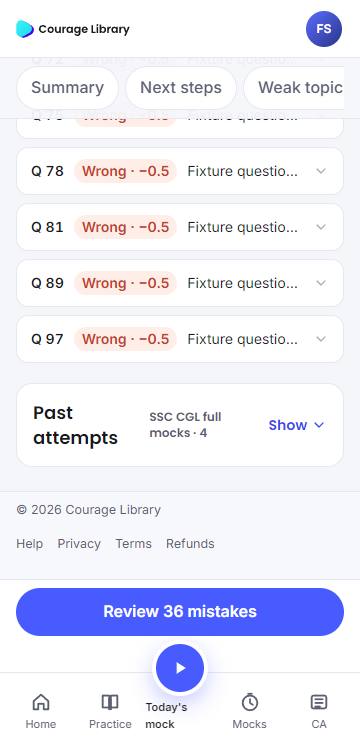 Courage Library
FS
Summary
Next steps
Weak topic
Q 78 Wrong · −0.5 Fixture questio...
Q 81 Wrong · −0.5 Fixture questio...
Q 89 Wrong · −0.5 Fixture questio...
Q 97 Wrong · −0.5 Fixture questio...
Past
attempts
SSC CGL full
mocks · 4
Show
© 2026 Courage Library
Help Privacy Terms Refunds
Review 36 mistakes
Home
Practice
Today's
mock
Mocks
CA